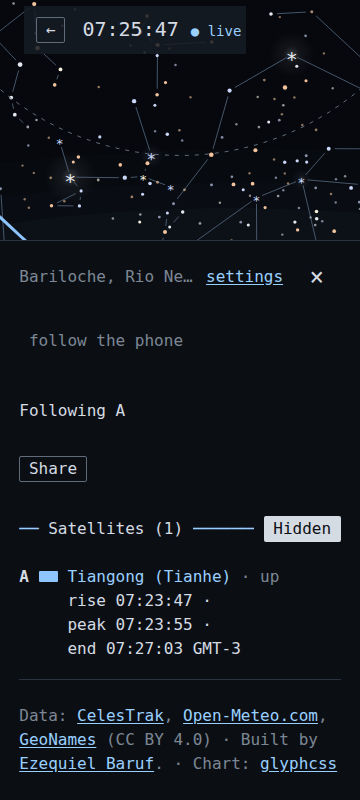 ← 07:25:47 ● live
Bariloche, Rio Ne… settings ×
follow the phone
Following A
Share
Satellites (1) Hidden
A Tiangong (Tianhe) · up
rise 07:23:47 ·
peak 07:23:55 ·
end 07:27:03 GMT-3
Data: CelesTrak, Open-Meteo.com,
GeoNames (CC BY 4.0) · Built by
Ezequiel Baruf. · Chart: glyphcss